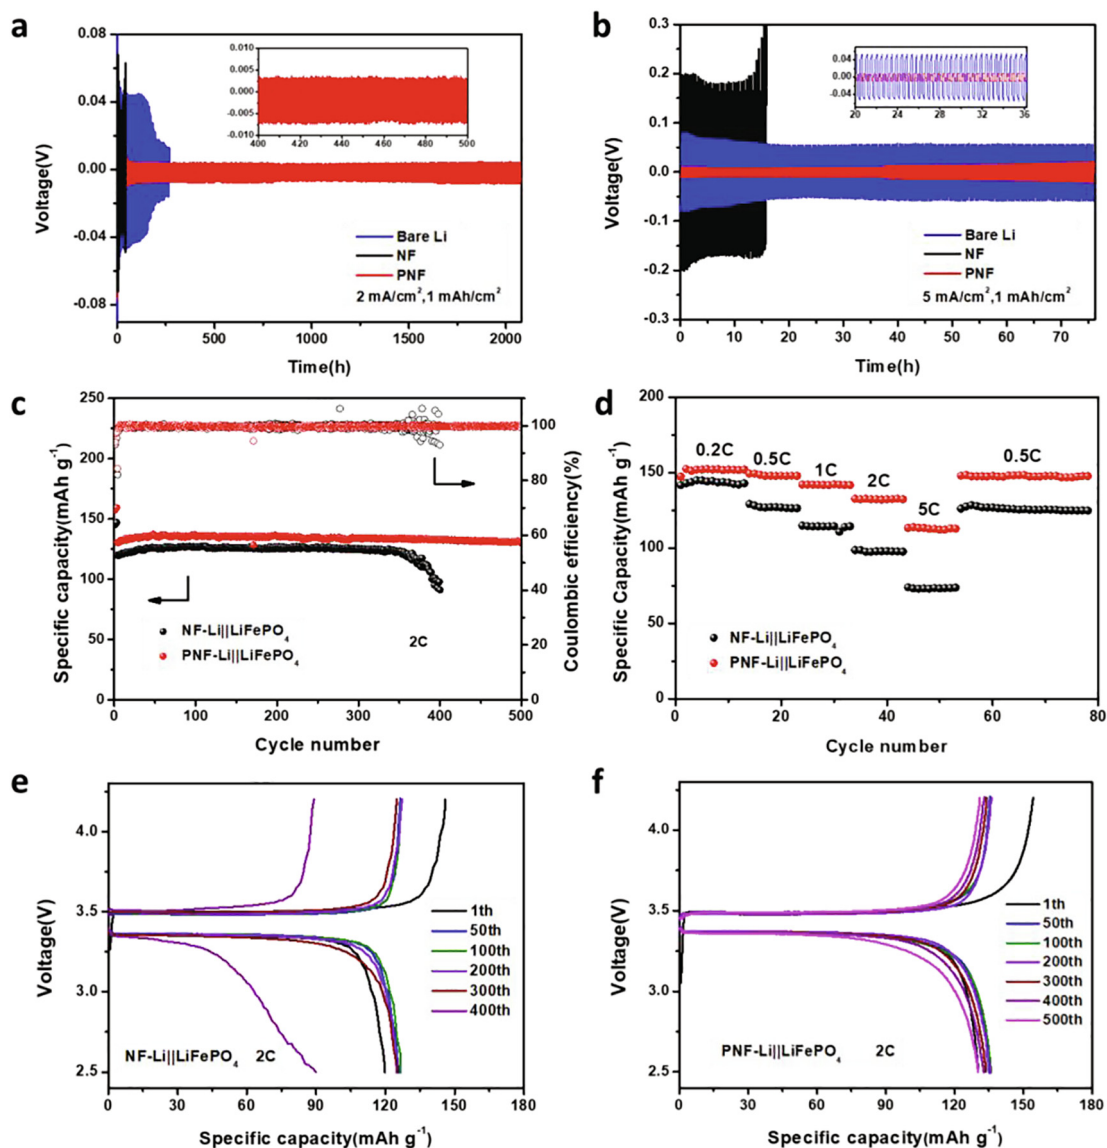 a
0.08
0.04
0.00
-0.04
-0.08
Voltage(V)
0.010
0.005
0.000
-0.005
-0.010
400 420 440 460 480 500
Bare Li
NF
PNF
2 mA/cm²,1 mAh/cm²
0 500 1000 1500 2000
Time(h)
b
0.3
0.2
0.1
0.0
-0.1
-0.2
-0.3
Voltage(V)
0.04
0.00
-0.04
20 24 28 32 36
Bare Li
NF
PNF
5 mA/cm²,1 mAh/cm²
0 10 20 30 40 50 60 70
Time(h)
c
250
200
150
100
50
0
Specific capacity(mAh g⁻¹)
100
80
60
40
20
0
Coulombic efficiency(%)
NF-Li||LiFePO₄
PNF-Li||LiFePO₄
2C
0 100 200 300 400 500
Cycle number
d
200
150
100
50
0
Specific Capacity(mAh g⁻¹)
0.2C
0.5C
1C
2C
5C
0.5C
NF-Li||LiFePO₄
PNF-Li||LiFePO₄
0 20 40 60 80
Cycle number
e
4.0
3.5
3.0
2.5
Voltage(V)
1th
50th
100th
200th
300th
400th
NF-Li||LiFePO₄ 2C
0 30 60 90 120 150 180
Specific capacity(mAh g⁻¹)
f
4.0
3.5
3.0
2.5
Voltage(V)
1th
50th
100th
200th
300th
400th
500th
PNF-Li||LiFePO₄ 2C
0 30 60 90 120 150 180
Specific capacity(mAh g⁻¹)